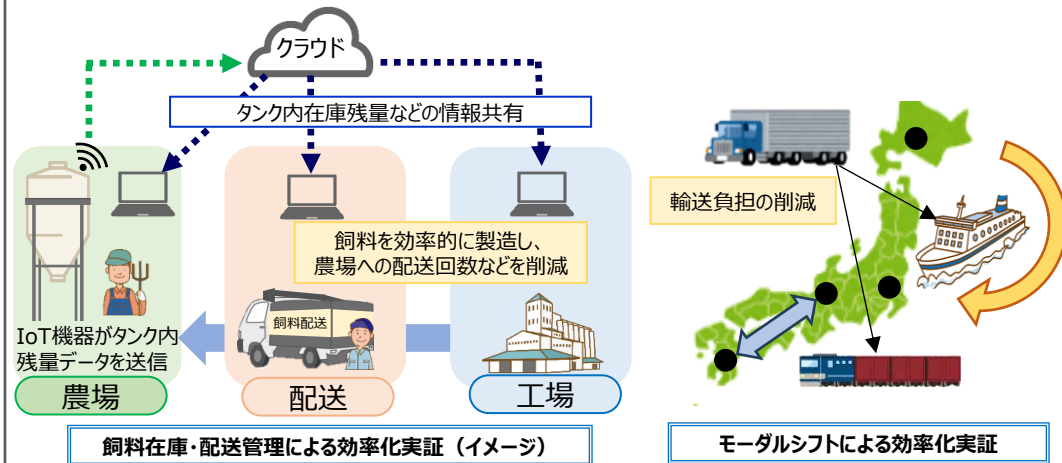 クラウド
タンク内在庫残量などの情報共有
飼料を効率的に製造し、
農場への配送回数などを削減
飼料配送
IoT機器がタンク内
残量データを送信
農場
配送
工場
飼料在庫・配送管理による効率化実証（イメージ）
輸送負担の削減
モーダルシフトによる効率化実証